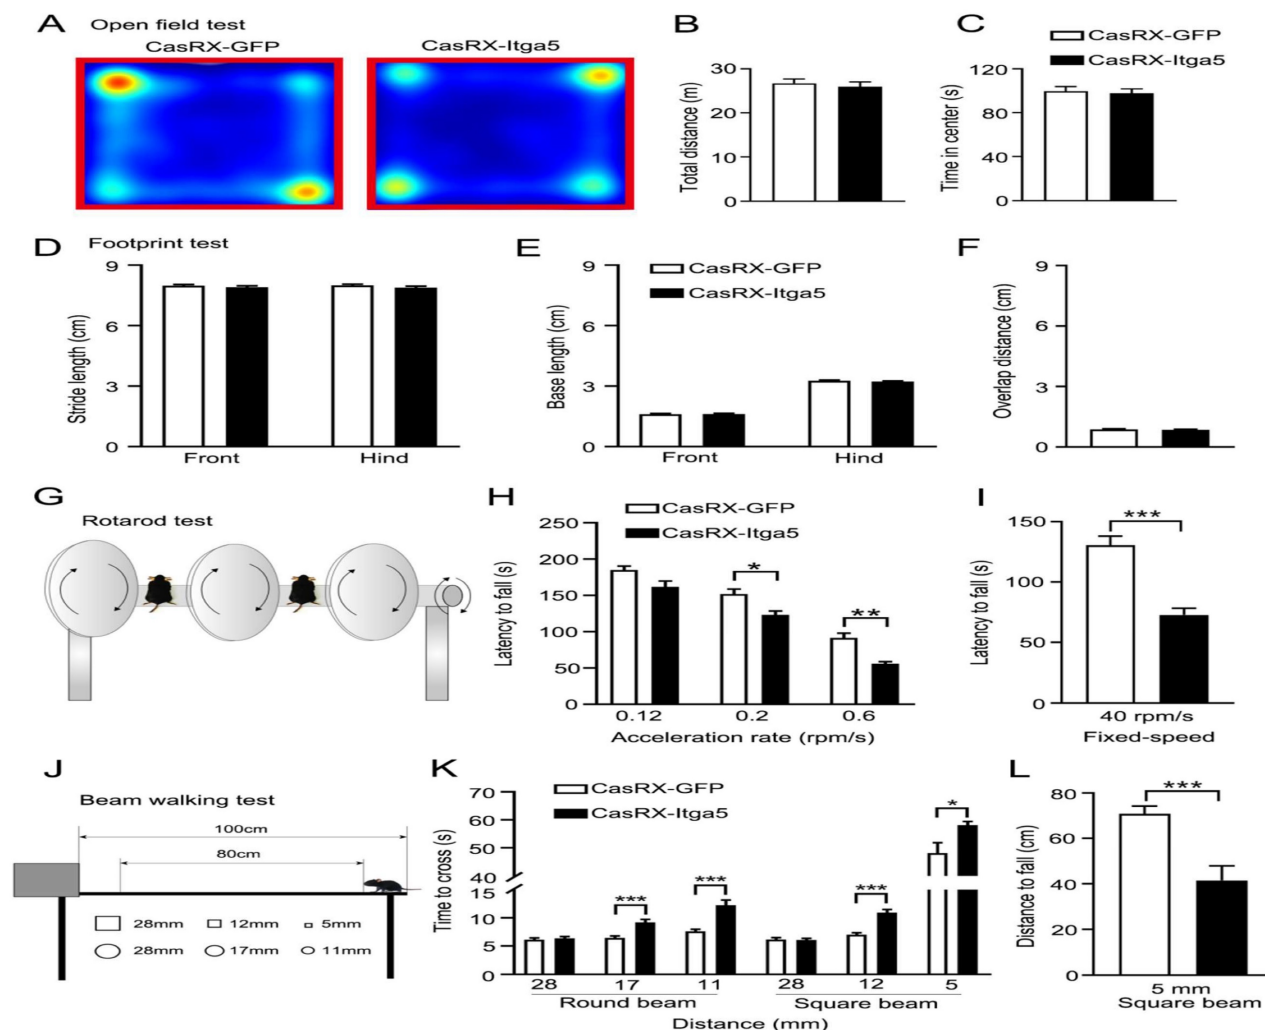 A Open field test
CasRX-GFP CasRX-Itga5
B
Total distance (m)
30
20
10
0
C
CasRX-GFP
CasRX-Itga5
Time in center (s)
120
80
40
0
D Footprint test
Stride length (cm)
9
6
3
0
Front Hind
E
CasRX-GFP
CasRX-Itga5
Base length (cm)
9
6
3
0
Front Hind
F
Overlap distance (cm)
9
6
3
0
G
Rotarod test
H
CasRX-GFP
CasRX-Itga5
Latency to fall (s)
250
200
150
100
50
0
*
**
0.12 0.2 0.6
Acceleration rate (rpm/s)
I
Latency to fall (s)
150
100
50
0
***
40 rpm/s
Fixed-speed
J
Beam walking test
100cm
80cm
28mm 12mm 5mm
28mm 17mm 11mm
K
CasRX-GFP
CasRX-Itga5
Time to cross (s)
70
60
50
40
15
10
5
0
***
***
***
*
28 17 11 28 12 5
Round beam Square beam
Distance (mm)
L
Distance to fall (cm)
80
60
40
20
0
***
5 mm
Square beam